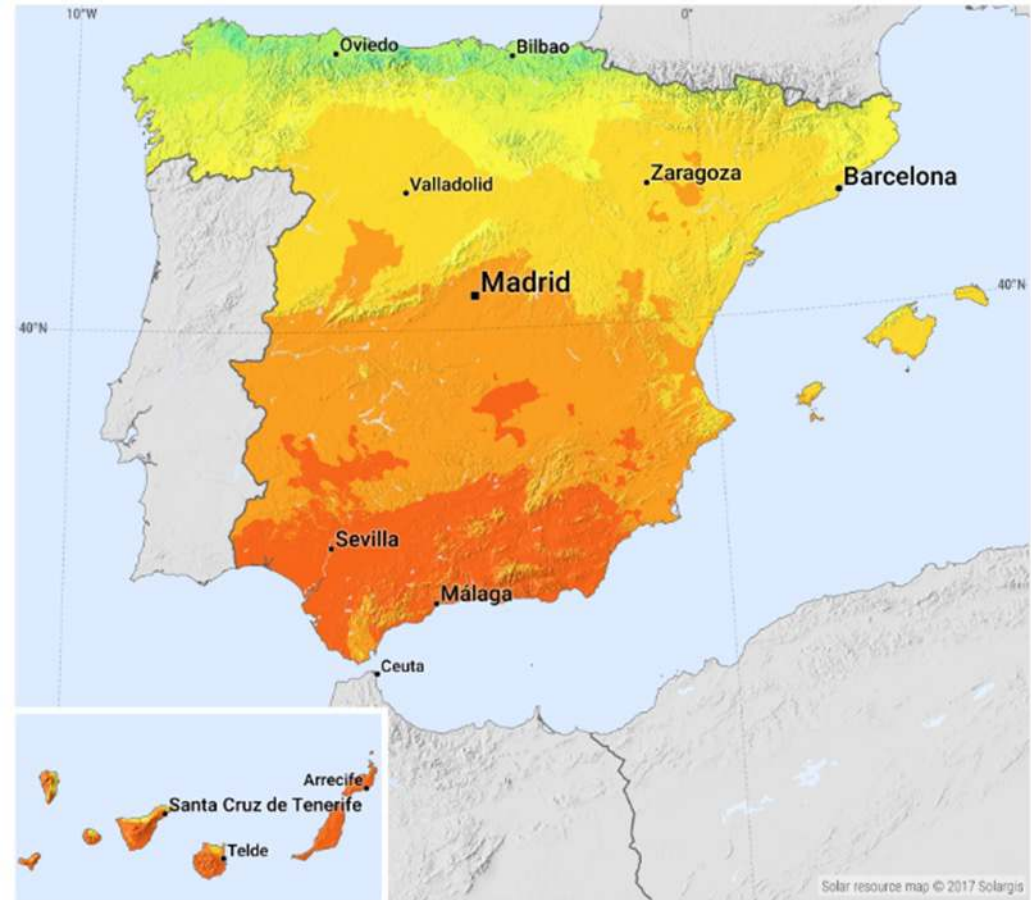 10°W
0°
Oviedo
Bilbao
Valladolid
Zaragoza
Barcelona
Madrid
40°N
40°N
Sevilla
Málaga
Ceuta
Arrecife
Santa Cruz de Tenerife
Telde
Solar resource map © 2017 Solargis